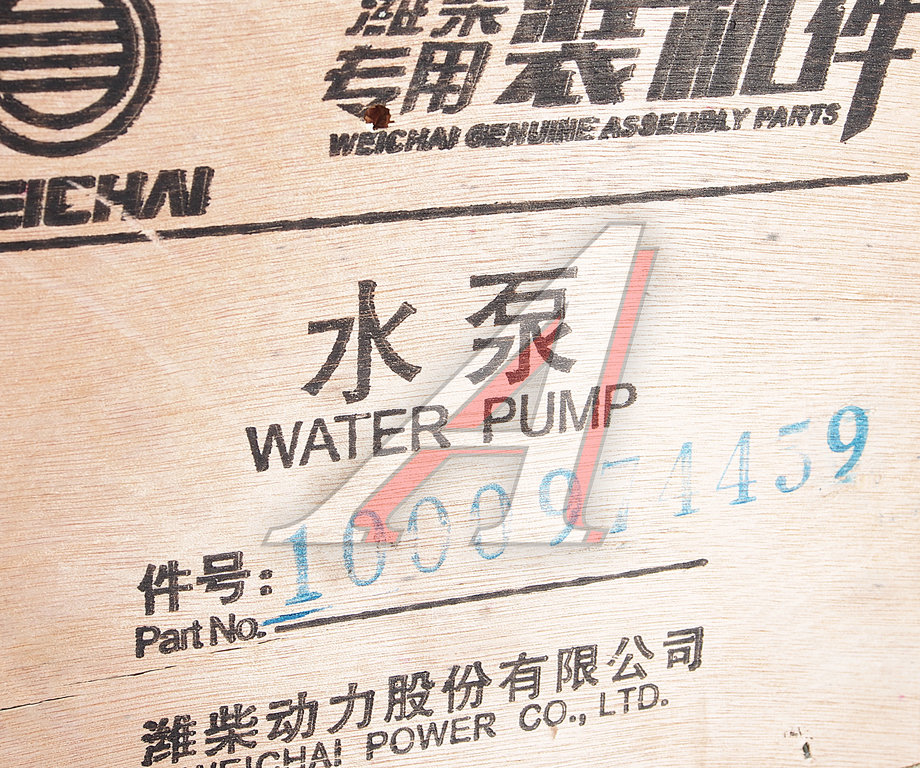 潍柴
专用
装机件
WEICHAI GENUINE ASSEMBLY PARTS
EICHAI
水泵
WATER PUMP
件号:
Part No.
潍柴动力股份有限公司
WEICHAI POWER CO., LTD.